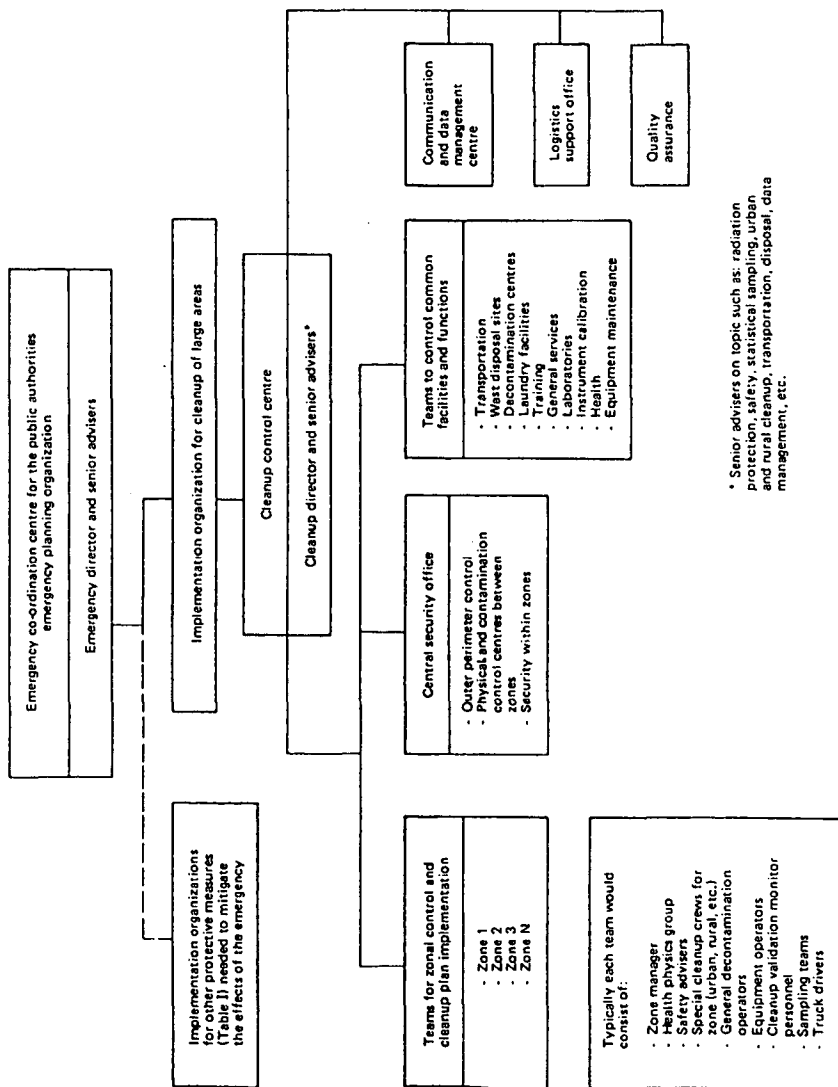 Emergency co-ordination centre for the public authorities
emergency planning organization
Emergency director and senior advisers
Implementation organizations
for other protective measures
(Table I) needed to mitigate
the effects of the emergency
Implementation organization for cleanup of large areas
Cleanup control centre
Cleanup director and senior advisers*
Teams for zonal control and
cleanup plan implementation
- Zone 1
- Zone 2
- Zone 3
- Zone N
Central security office
- Outer perimeter control
- Physical and contamination
control centres between
zones
- Security within zones
Teams to control common
facilities and functions
- Transportation
- Wast disposal sites
- Decontamination centres
- Laundry facilities
- Training
- General services
- Laboratories
- Instrument calibration
- Health
- Equipment maintenance
Communication
and data
management
centre
Logistics
support office
Quality
assurance
Typically each team would
consist of:
- Zone manager
- Health physics group
- Safety advisers
- Special cleanup crews for
zone (urban, rural, etc.)
- General decontamination
operators
- Equipment operators
- Cleanup validation monitor
personnel
- Sampling teams
- Truck drivers
* Senior advisers on topic such as: radiation
protection, safety, statistical sampling, urban
and rural cleanup, transportation, disposal, data
management, etc.